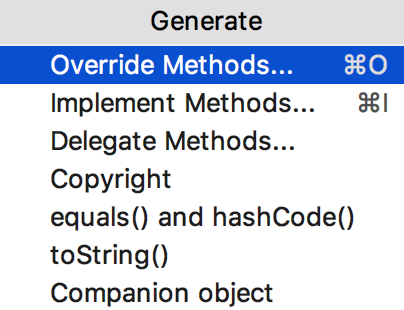 Generate
Override Methods... ⌘O
Implement Methods... ⌘I
Delegate Methods...
Copyright
equals() and hashCode()
toString()
Companion object